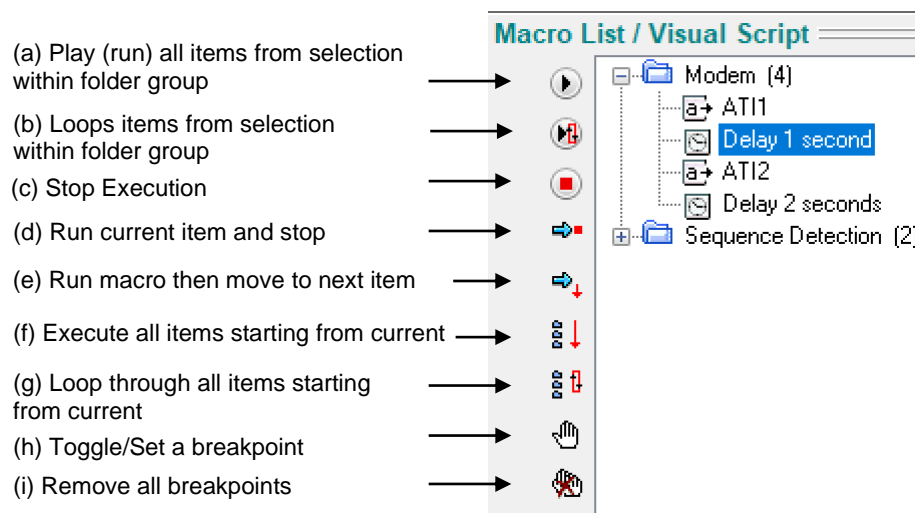 Macro List / Visual Script
(a) Play (run) all items from selection
within folder group
(b) Loops items from selection
within folder group
(c) Stop Execution
(d) Run current item and stop
(e) Run macro then move to next item
(f) Execute all items starting from current
(g) Loop through all items starting
from current
(h) Toggle/Set a breakpoint
(i) Remove all breakpoints
Modem (4)
a ATI1
Delay 1 second
a ATI2
Delay 2 seconds
Sequence Detection (2)